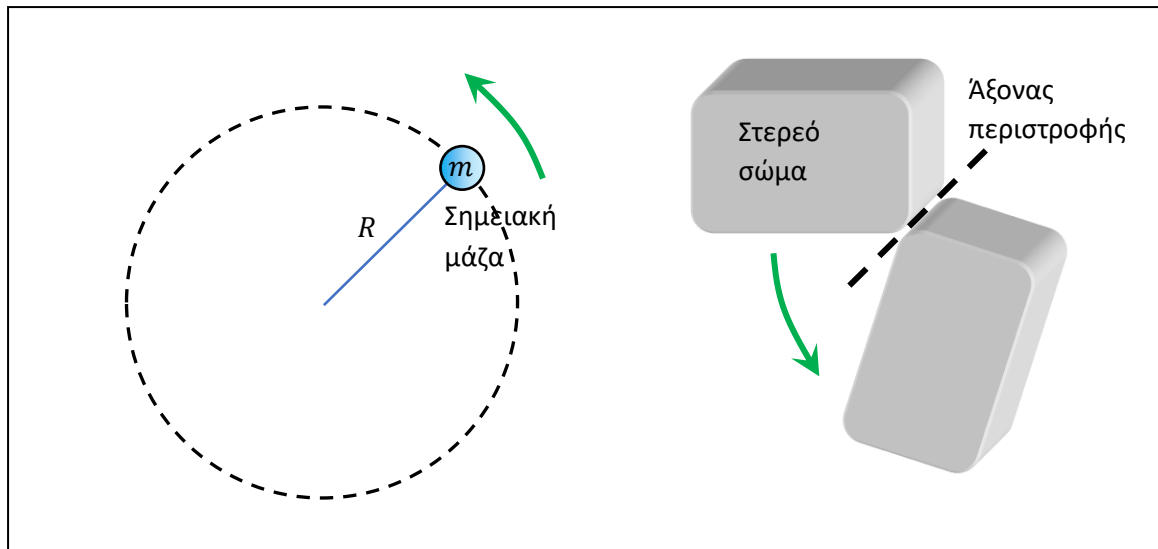 m
R
Σημειακή
μάζα
Στερεό
σώμα
Άξονας
περιστροφής